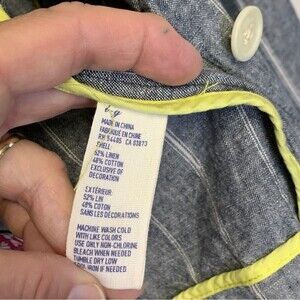 MADE IN CHINA
FABRIQUÉ EN CHINE
RN 54485 CA 03873
SHELL
52% LINEN
48% COTTON
EXCLUSIVE OF
DECORATION
EXTÉRIEUR
52% LIN
48% COTON
SANS LES DÉCORATIONS
MACHINE WASH COLD
WITH LIKE COLORS
USE ONLY NON-CHLORINE
BLEACH WHEN NEEDED
TUMBLE DRY LOW
IRON IF NEEDED